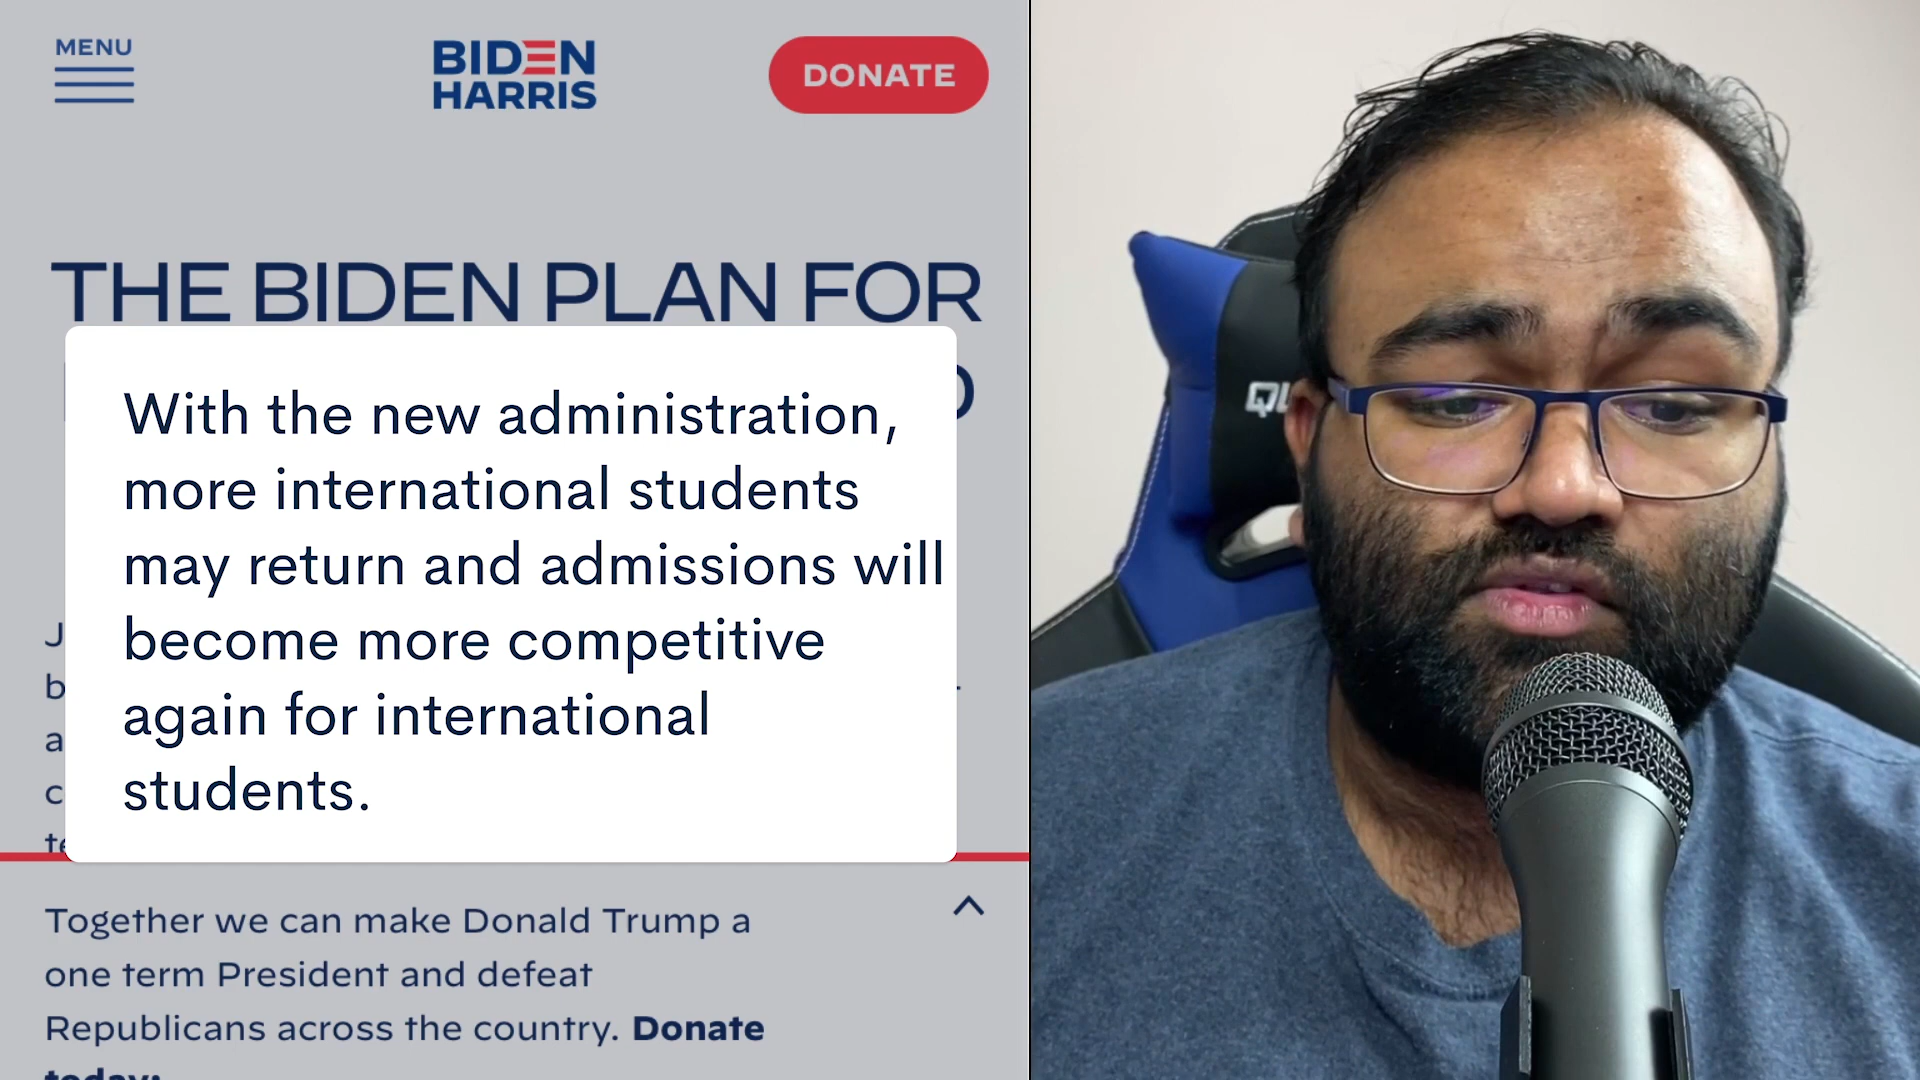 MENU
BIDEN
HARRIS
DONATE
THE BIDEN PLAN FOR
With the new administration,
more international students
may return and admissions will
become more competitive
again for international
students.
Together we can make Donald Trump a
one term President and defeat
Republicans across the country. Donate
today: